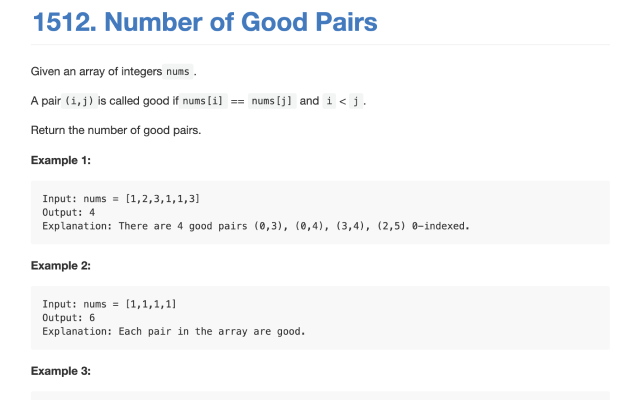 1512. Number of Good Pairs
Given an array of integers nums .
A pair (i,j) is called good if nums[i] == nums[j] and i < j .
Return the number of good pairs.
Example 1:
Input: nums = [1,2,3,1,1,3]
Output: 4
Explanation: There are 4 good pairs (0,3), (0,4), (3,4), (2,5) 0-indexed.
Example 2:
Input: nums = [1,1,1,1]
Output: 6
Explanation: Each pair in the array are good.
Example 3: